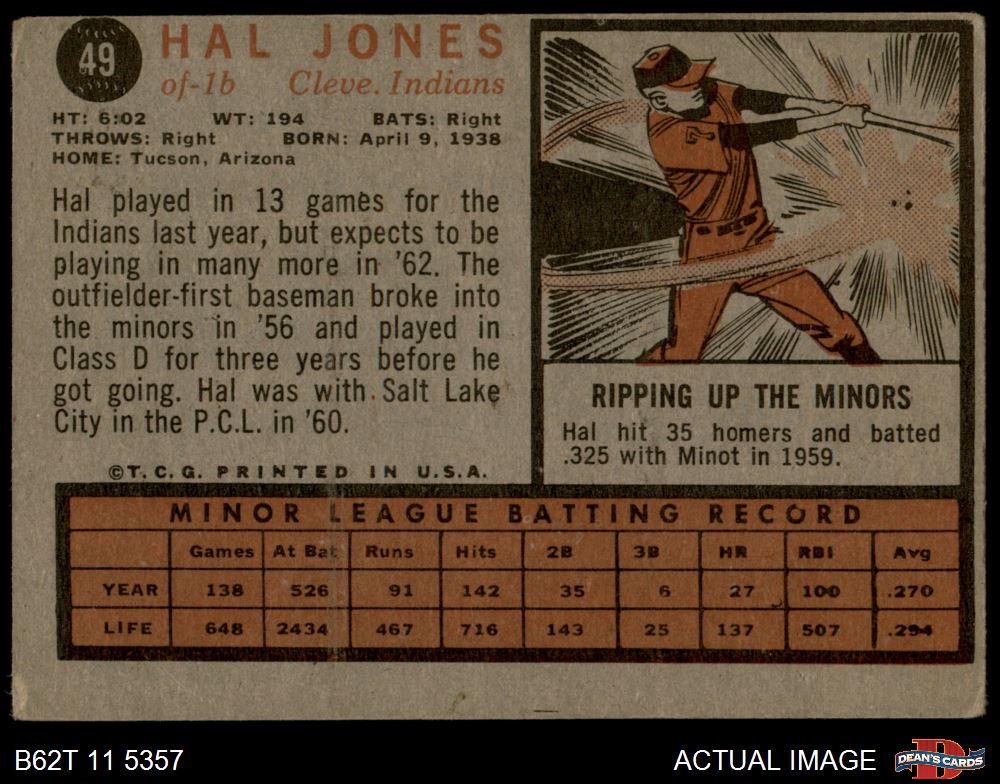 49
HAL JONES
of-1b Cleve. Indians
HT: 6:02 WT: 194 BATS: Right
THROWS: Right BORN: April 9, 1938
HOME: Tucson, Arizona
Hal played in 13 games for the
Indians last year, but expects to be
playing in many more in '62. The
outfielder-first baseman broke into
the minors in '56 and played in
Class D for three years before he
got going. Hal was with Salt Lake
City in the P.C.L. in '60.
©T.C.G. PRINTED IN U.S.A.
RIPPING UP THE MINORS
Hal hit 35 homers and batted
.325 with Minot in 1959.
MINOR LEAGUE BATTING RECORD
Games At Bat Runs Hits 2B 3B HR RBI Avg
YEAR 138 526 91 142 35 6 27 100 .270
LIFE 648 2434 467 716 143 25 137 507 .294
B62T 11 5357
ACTUAL IMAGE
D
DEAN'S CARDS